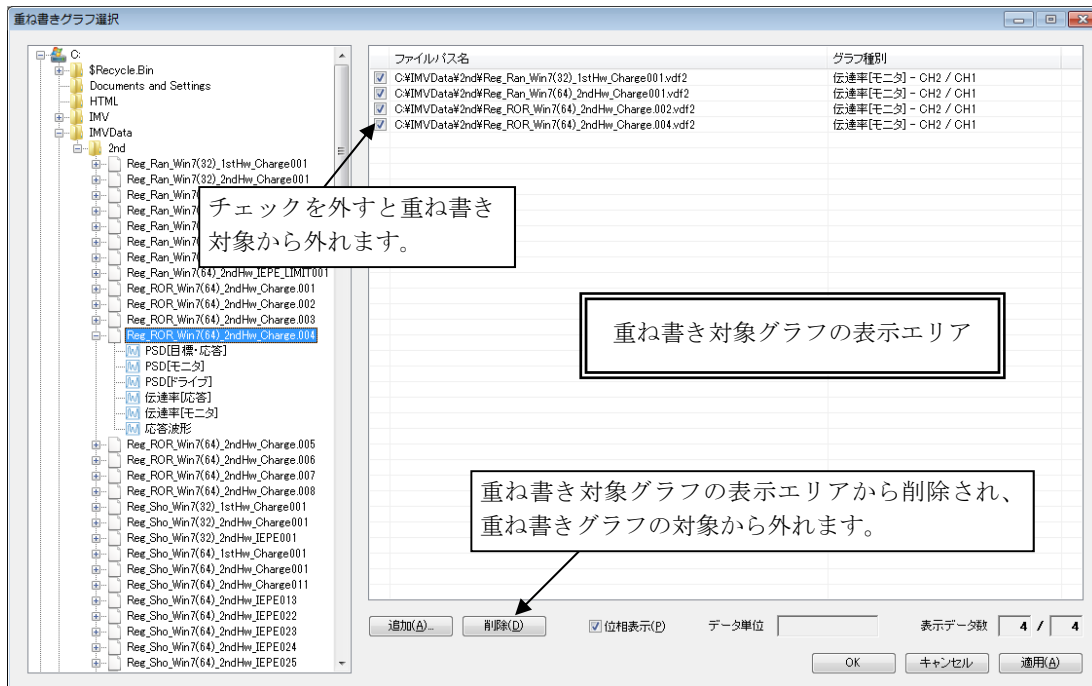 重ね書きグラフ選択
C:
$Recycle.Bin
Documents and Settings
HTML
IMV
IMVData
2nd
Reg_Ran_Win7(32)_1stHw_Charge001
Reg_Ran_Win7(32)_2ndHw_Charge001
Reg_Ran_Win7(
Reg_Ran_Win7(
Reg_Ran_Win7(
Reg_Ran_Win7(
Reg_Ran_Win7(
Reg_Ran_Win7(64)_2ndHw_IEPE_LIMIT001
Reg_ROR_Win7(64)_2ndHw_Charge.001
Reg_ROR_Win7(64)_2ndHw_Charge.002
Reg_ROR_Win7(64)_2ndHw_Charge.003
Reg_ROR_Win7(64)_2ndHw_Charge.004
PSD[目標・応答]
PSD[モニタ]
PSD[ドライブ]
伝達率[応答]
伝達率[モニタ]
応答波形
Reg_ROR_Win7(64)_2ndHw_Charge.005
Reg_ROR_Win7(64)_2ndHw_Charge.006
Reg_ROR_Win7(64)_2ndHw_Charge.007
Reg_ROR_Win7(64)_2ndHw_Charge.008
Reg_Sho_Win7(32)_1stHw_Charge001
Reg_Sho_Win7(32)_2ndHw_Charge001
Reg_Sho_Win7(32)_2ndHw_IEPE001
Reg_Sho_Win7(64)_1stHw_Charge001
Reg_Sho_Win7(64)_2ndHw_Charge001
Reg_Sho_Win7(64)_2ndHw_Charge011
Reg_Sho_Win7(64)_2ndHw_IEPE013
Reg_Sho_Win7(64)_2ndHw_IEPE022
Reg_Sho_Win7(64)_2ndHw_IEPE023
Reg_Sho_Win7(64)_2ndHw_IEPE024
Reg_Sho_Win7(64)_2ndHw_IEPE025
ファイルパス名 グラフ種別
C:¥IMVData¥2nd¥Reg_Ran_Win7(32)_1stHw_Charge001.vdf2 伝達率[モニタ] - CH2 / CH1
C:¥IMVData¥2nd¥Reg_Ran_Win7(64)_2ndHw_Charge001.vdf2 伝達率[モニタ] - CH2 / CH1
C:¥IMVData¥2nd¥Reg_ROR_Win7(64)_2ndHw_Charge.002.vdf2 伝達率[モニタ] - CH2 / CH1
C:¥IMVData¥2nd¥Reg_ROR_Win7(64)_2ndHw_Charge.004.vdf2 伝達率[モニタ] - CH2 / CH1
チェックを外すと重ね書き
対象から外れます。
重ね書き対象グラフの表示エリア
重ね書き対象グラフの表示エリアから削除され、
重ね書きグラフの対象から外れます。
追加(A)... 削除(D) 位相表示(P) データ単位 表示データ数 4 / 4
OK キャンセル 適用(A)